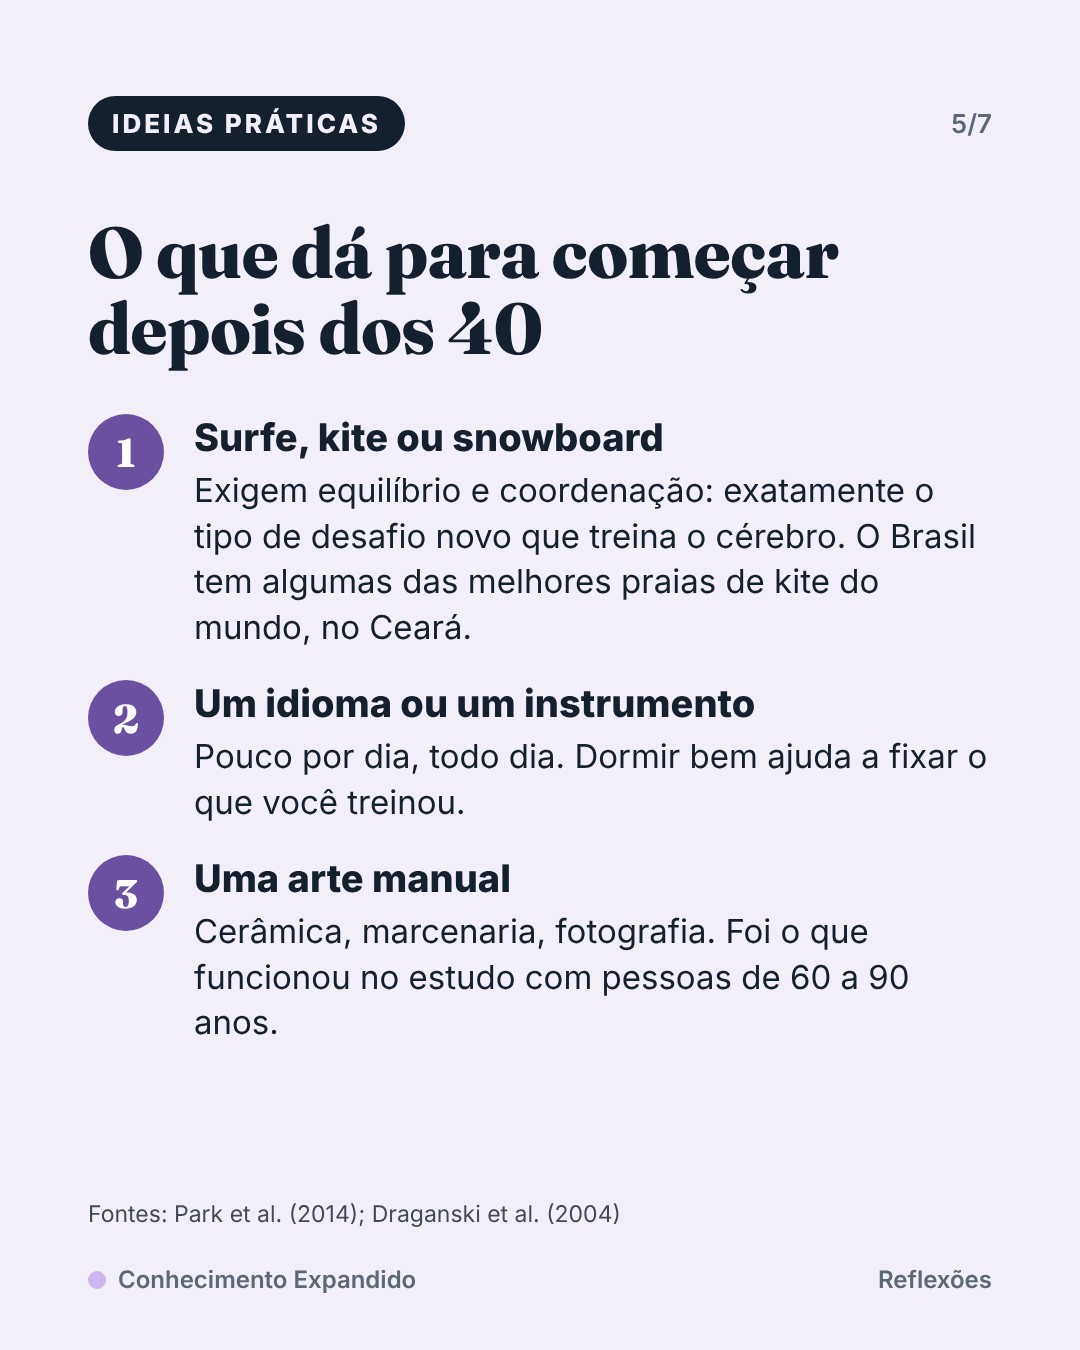 IDEIAS PRÁTICAS
5/7
O que dá para começar
depois dos 40
1
Surfe, kite ou snowboard
Exigem equilíbrio e coordenação: exatamente o
tipo de desafio novo que treina o cérebro. O Brasil
tem algumas das melhores praias de kite do
mundo, no Ceará.
2
Um idioma ou um instrumento
Pouco por dia, todo dia. Dormir bem ajuda a fixar o
que você treinou.
3
Uma arte manual
Cerâmica, marcenaria, fotografia. Foi o que
funcionou no estudo com pessoas de 60 a 90
anos.
Fontes: Park et al. (2014); Draganski et al. (2004)
Conhecimento Expandido
Reflexões